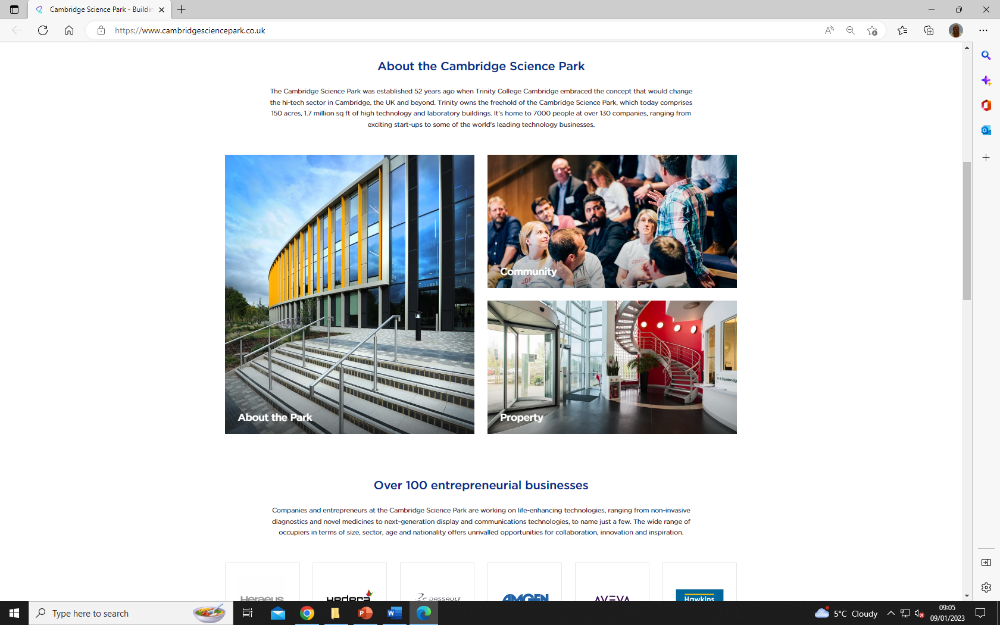 Cambridge Science Park - Buildin
https://www.cambridgesciencepark.co.uk
About the Cambridge Science Park
The Cambridge Science Park was established 52 years ago when Trinity College Cambridge embraced the concept that would change
the hi-tech sector in Cambridge, the UK and beyond. Trinity owns the freehold of the Cambridge Science Park, which today comprises
150 acres, 1.7 million sq ft of high technology and laboratory buildings. It's home to 7000 people at over 130 companies, ranging from
exciting start-ups to some of the world's leading technology businesses.
Community
About the Park
Property
Over 100 entrepreneurial businesses
Companies and entrepreneurs at the Cambridge Science Park are working on life-enhancing technologies, ranging from non-invasive
diagnostics and novel medicines to next-generation display and communications technologies, to name just a few. The wide range of
occupiers in terms of size, sector, age and nationality offers unrivalled opportunities for collaboration, innovation and inspiration.
Heraeus
Hedera
DASSAULT
AMGEN
AVEVA
Hawkins
Type here to search
5°C Cloudy
09:05
09/01/2023